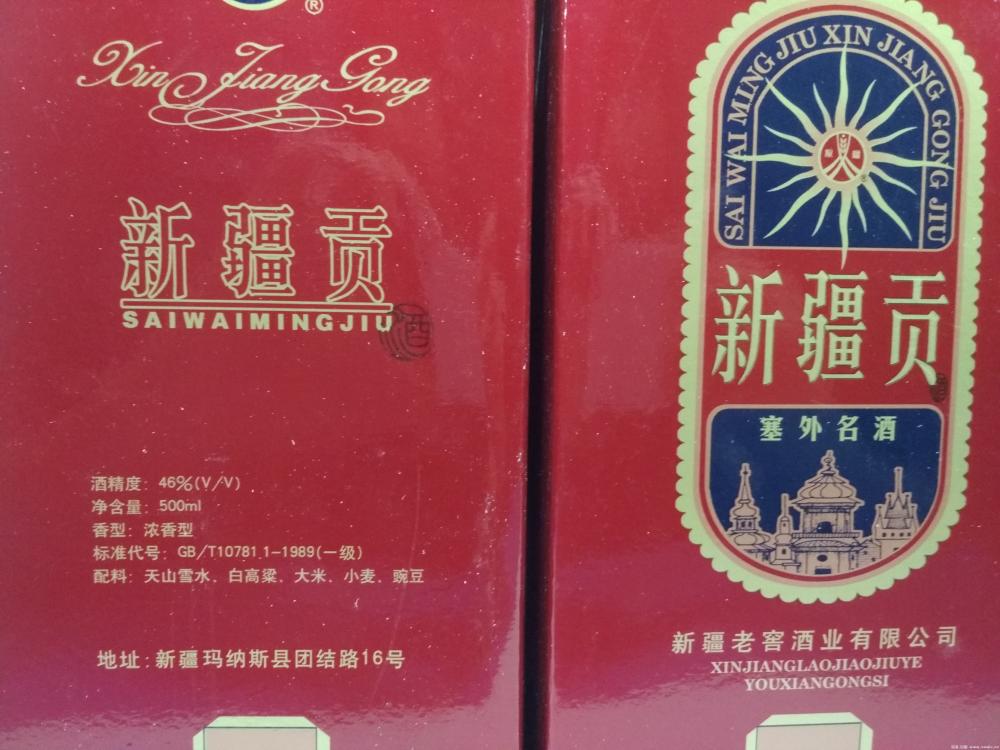 ®
Xin Jiang Gong
新疆贡
SAIWAIMINGJIU
酒
酒精度：46%(V/V)
净含量：500ml
香型：浓香型
标准代号：GB/T10781.1-1989(一级)
配料：天山雪水、白高粱、大米、小麦、豌豆
地址：新疆玛纳斯县团结路16号
SAI WAI MING JIU XIN JIANG GONG JIU
新疆贡
塞外名酒
新疆老窖酒业有限公司
XINJIANGLAOJIAOJIUYE
YOUXIANGONGSI